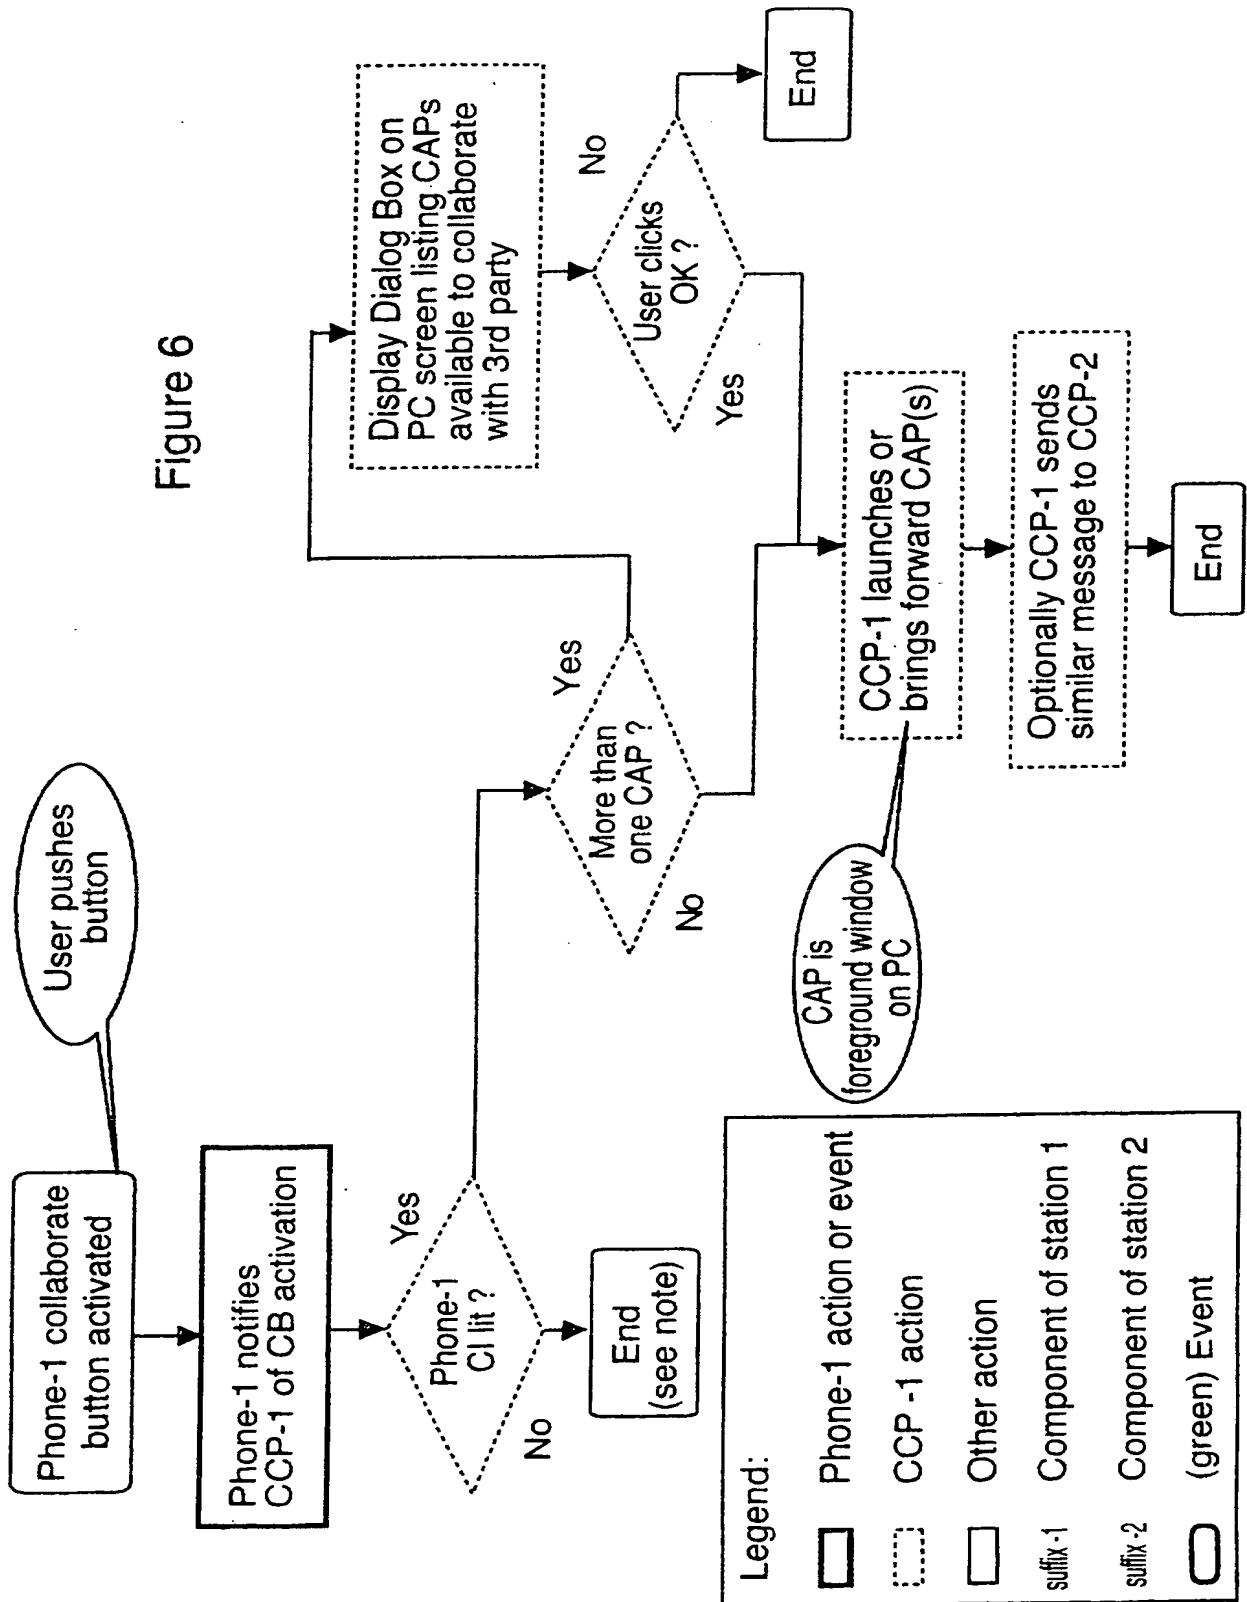 Figure 6
User pushes
button
Phone-1 collaborate
button activated
Phone-1 notifies
CCP-1 of CB activation
Phone-1
CI lit ?
Yes
No
End
(see note)
More than
one CAP ?
Yes
No
Display Dialog Box on
PC screen listing CAPs
available to collaborate
with 3rd party
User clicks
OK ?
No
Yes
End
CCP-1 launches or
brings forward CAP(s)
CAP is
foreground window
on PC
Optionally CCP-1 sends
similar message to CCP-2
End
Legend:
Phone-1 action or event
CCP -1 action
Other action
suffix -1 Component of station 1
suffix -2 Component of station 2
(green) Event